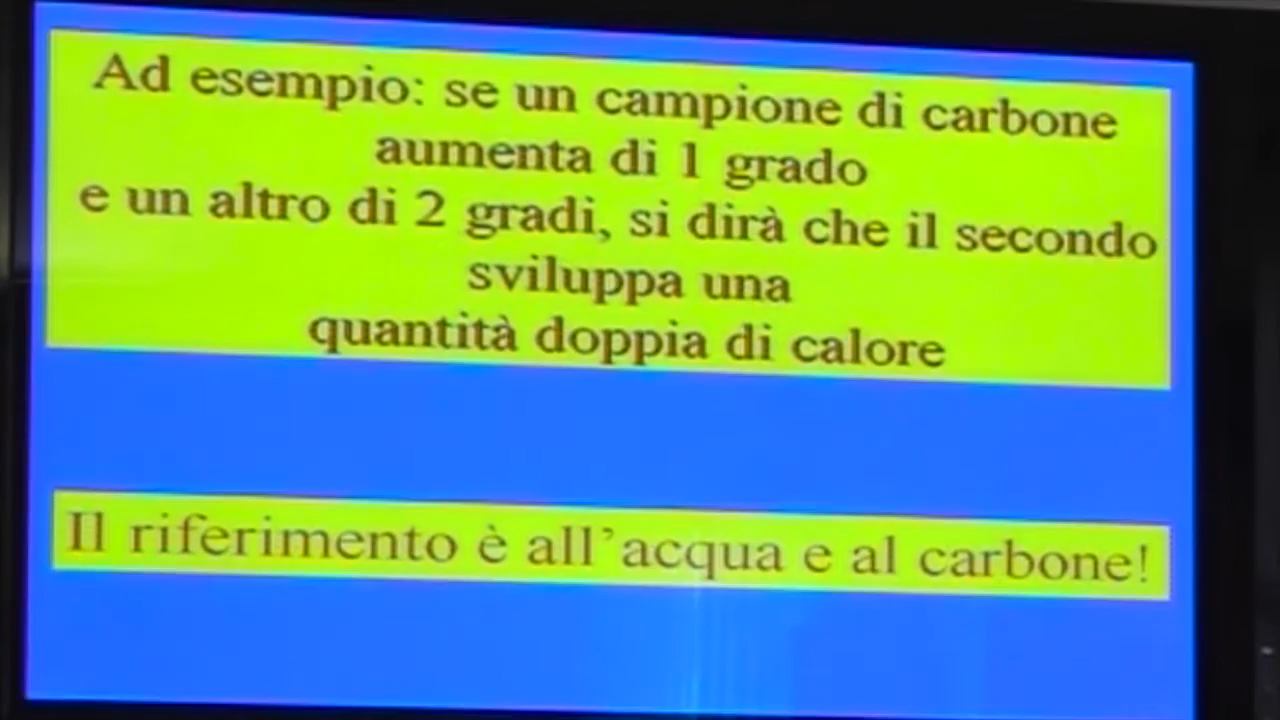 Ad esempio: se un campione di carbone
aumenta di 1 grado
e un altro di 2 gradi, si dirà che il secondo
sviluppa una
quantità doppia di calore
Il riferimento è all'acqua e al carbone!